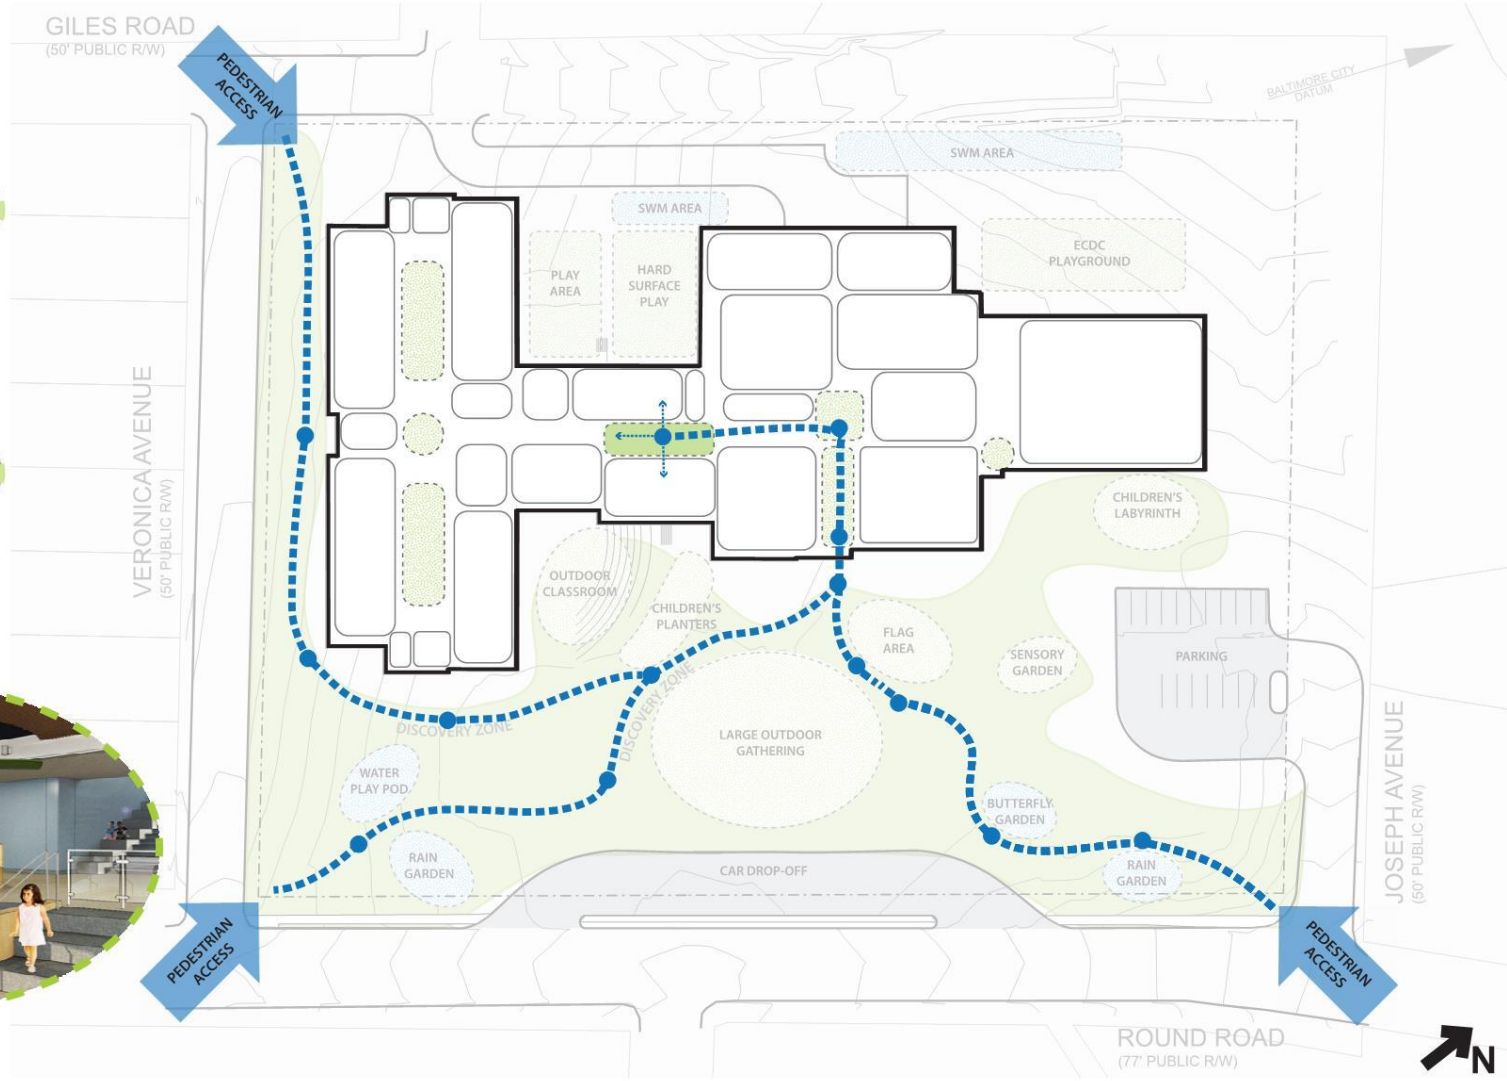 GILES ROAD
(50' PUBLIC R/W)
PEDESTRIAN
ACCESS
BALTIMORE CITY
DATUM
SWM AREA
SWM AREA
PLAY
AREA
HARD
SURFACE
PLAY
ECDC
PLAYGROUND
VERONICA AVENUE
(50' PUBLIC R/W)
CHILDREN'S
LABYRINTH
OUTDOOR
CLASSROOM
CHILDREN'S
PLANTERS
FLAG
AREA
SENSORY
GARDEN
PARKING
DISCOVERY ZONE
DISCOVERY ZONE
LARGE OUTDOOR
GATHERING
WATER
PLAY POD
BUTTERFLY
GARDEN
RAIN
GARDEN
CAR DROP-OFF
RAIN
GARDEN
JOSEPH AVENUE
(50' PUBLIC R/W)
PEDESTRIAN
ACCESS
PEDESTRIAN
ACCESS
ROUND ROAD
(77' PUBLIC R/W)
N